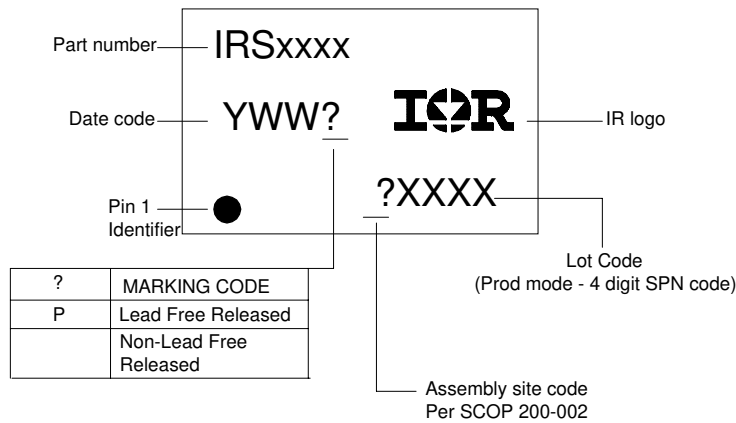 Part number
IRSxxxx
Date code
YWW?
IOR
IR logo
?XXXX
Pin 1
Identifier
Lot Code
(Prod mode - 4 digit SPN code)
? MARKING CODE
P Lead Free Released
Non-Lead Free
Released
Assembly site code
Per SCOP 200-002